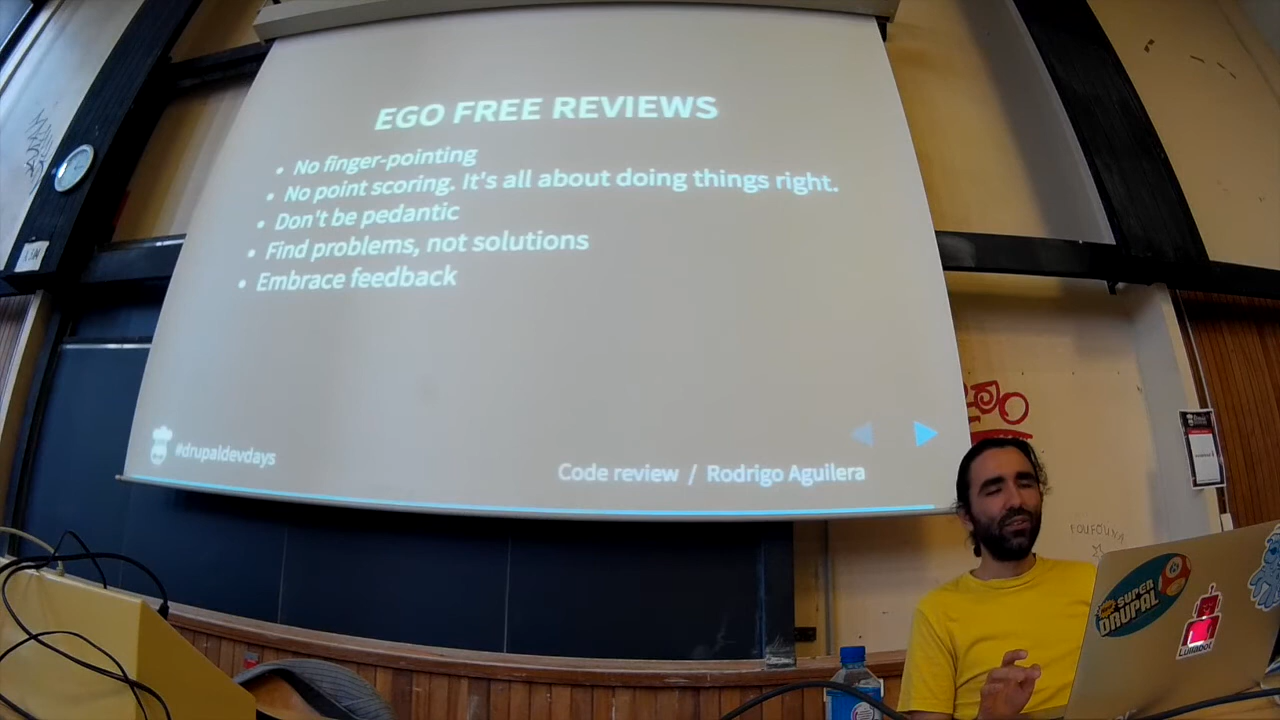 EGO FREE REVIEWS
• No finger-pointing
• No point scoring. It's all about doing things right.
• Don't be pedantic
• Find problems, not solutions
• Embrace feedback
#drupaldevdays
Code review / Rodrigo Aguilera
SUPER
DRUPAL
Lullabot